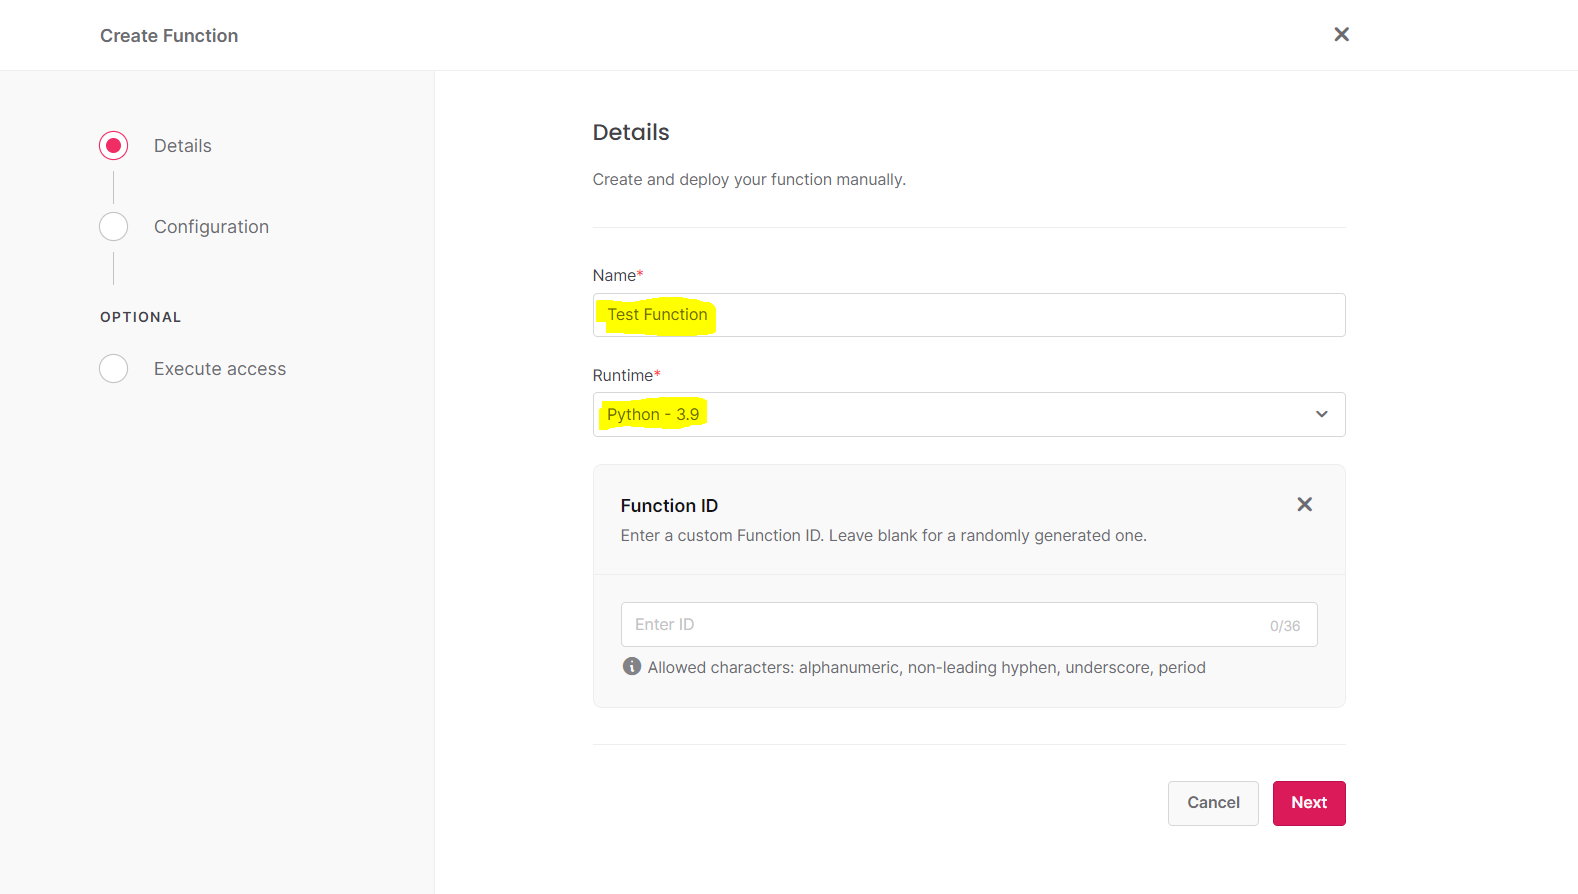 Create Function
Details
Configuration
OPTIONAL
Execute access
Details
Create and deploy your function manually.
Name*
Test Function
Runtime*
Python - 3.9
Function ID
Enter a custom Function ID. Leave blank for a randomly generated one.
Enter ID 0/36
Allowed characters: alphanumeric, non-leading hyphen, underscore, period
Cancel Next